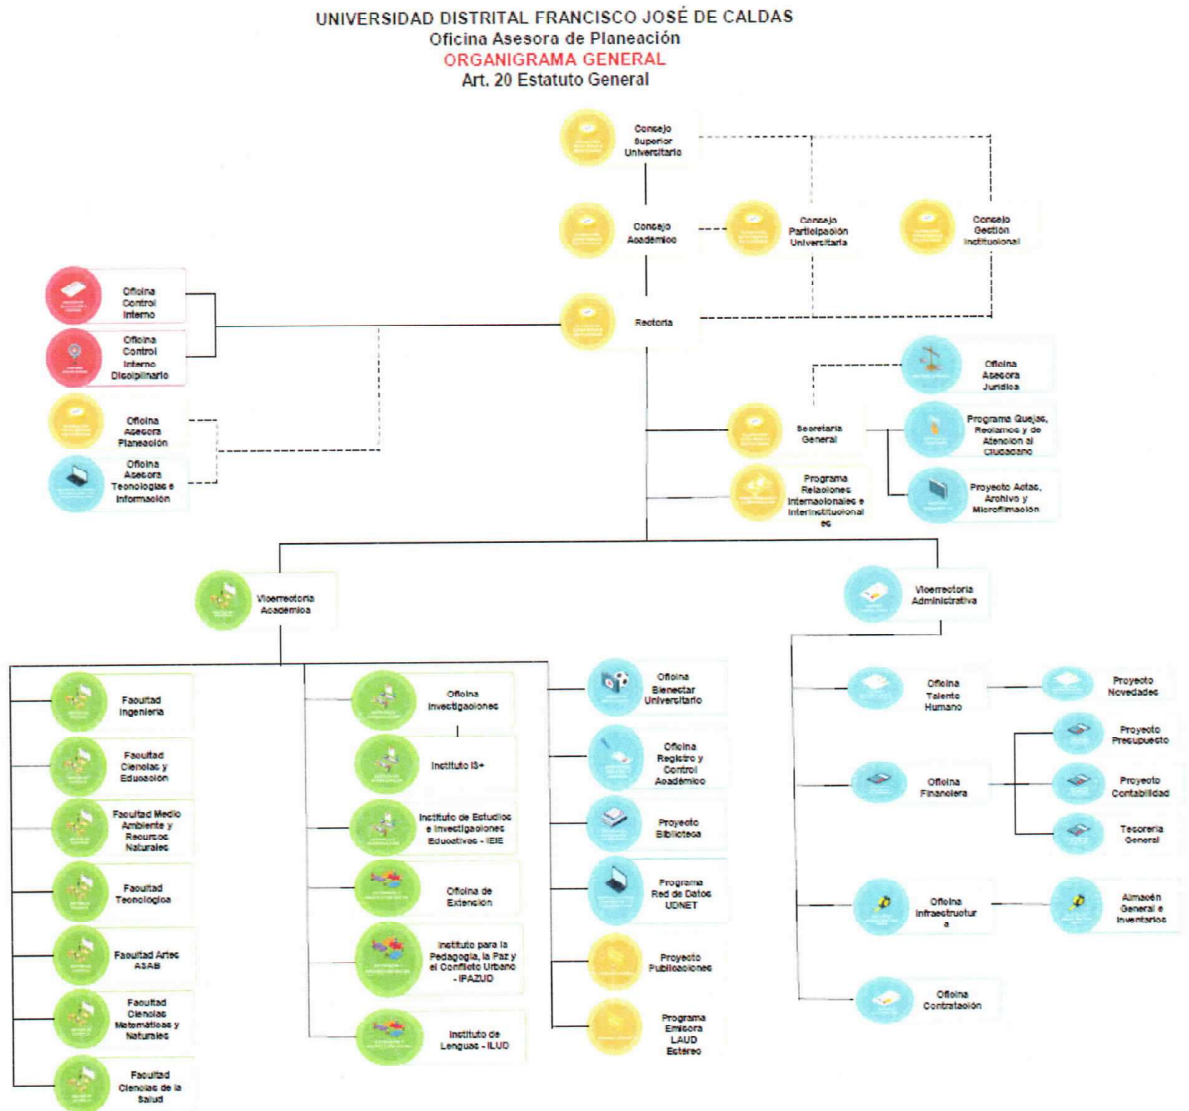 UNIVERSIDAD DISTRITAL FRANCISCO JOSÉ DE CALDAS
Oficina Asesora de Planeación
ORGANIGRAMA GENERAL
Art. 20 Estatuto General
Consejo
Superior
Universitario
Consejo
Académico
Consejo
Participación
Universitaria
Consejo
Gestión
Institucional
Oficina
Control
Interno
Rectoría
Oficina
Control
Interno
Disciplinario
Oficina
Asesora
Jurídica
Oficina
Asesora
Planeación
Secretaría
General
Programa Quejas,
Reclamos y de
Atención al
Ciudadano
Oficina
Asesora
Tecnologías e
Información
Programa
Relaciones
Internacionales e
Interinstitucional
es
Proyecto Actas,
Archivo y
Microfilmación
Vicerrectoría
Académica
Vicerrectoría
Administrativa
Facultad
Ingeniería
Facultad
Ciencias y
Educación
Facultad Medio
Ambiente y
Recursos
Naturales
Facultad
Tecnológica
Facultad Artes
ASAB
Facultad
Ciencias
Matemáticas y
Naturales
Facultad
Ciencias de la
Salud
Oficina
Investigaciones
Instituto I3+
Instituto de Estudios
e Investigaciones
Educativas - IEIE
Oficina de
Extensión
Instituto para la
Pedagogía, la Paz y
el Conflicto Urbano
- IPAZUD
Instituto de
Lenguas - ILUD
Oficina
Bienestar
Universitario
Oficina
Registro y
Control
Académico
Proyecto
Biblioteca
Programa
Red de Datos
UDNET
Proyecto
Publicaciones
Programa
Emisora
LAUD
Estéreo
Oficina
Talento
Humano
Proyecto
Novedades
Oficina
Financiera
Proyecto
Presupuesto
Proyecto
Contabilidad
Tesorería
General
Oficina
Infraestructur
a
Almacén
General e
Inventarios
Oficina
Contratación